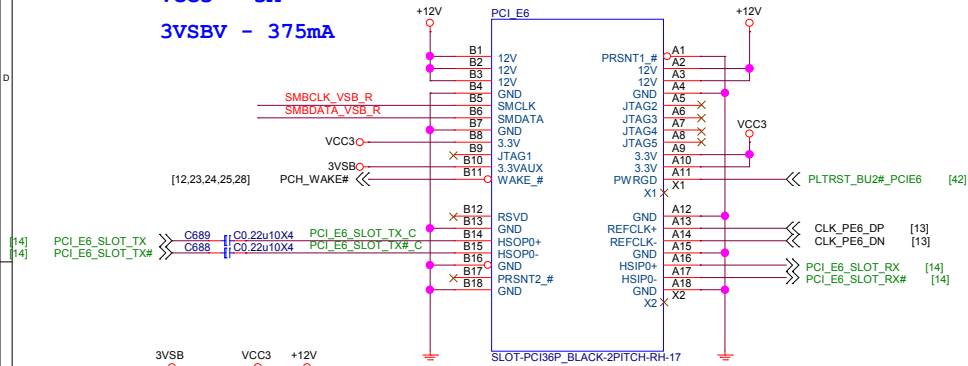 VCC3 - 3A
3VSBV - 375mA
+12V
PCI_E6
+12V
D
B1 12V PRSNT1_# A1
B2 12V 12V A2
B3 12V 12V A3
B4 GND GND A4
SMBCLK_VSB_R B5 SMCLK JTAG2 A5
SMBDATA_VSB_R B6 SMDATA JTAG3 A6
B7 GND JTAG4 A7
VCC3 B8 3.3V JTAG5 A8 VCC3
B9 JTAG1 3.3V A9
3VSB B10 3.3VAUX 3.3V A10
[12,23,24,25,28] PCH_WAKE# B11 WAKE_# PWRGD A11 PLTRST_BU2#_PCIE6 [42]
X1 X1
B12 RSVD GND A12
B13 GND REFCLK+ A13 CLK_PE6_DP [13]
[14] PCI_E6_SLOT_TX C689 C0.22u10X4 PCI_E6_SLOT_TX_C B14 HSOP0+ REFCLK- A14 CLK_PE6_DN [13]
[14] PCI_E6_SLOT_TX# C688 C0.22u10X4 PCI_E6_SLOT_TX#_C B15 HSOP0- GND A15
B16 GND HSIP0+ A16 PCI_E6_SLOT_RX [14]
B17 PRSNT2_# HSIP0- A17 PCI_E6_SLOT_RX# [14]
B18 GND GND A18
X2 X2
3VSB VCC3 +12V
SLOT-PCI36P_BLACK-2PITCH-RH-17